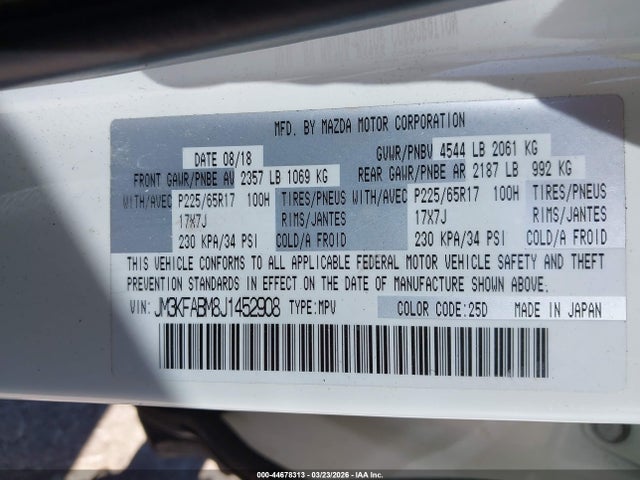 MFD. BY MAZDA MOTOR CORPORATION
DATE 08/18 GVWR/PNBV 4544 LB 2061 KG
FRONT GAWR/PNBE AV 2357 LB 1069 KG REAR GAWR/PNBE AR 2187 LB 992 KG
WITH/AVEC P225/65R17 100H TIRES/PNEUS WITH/AVEC P225/65R17 100H TIRES/PNEUS
17X7J RIMS/JANTES 17X7J RIMS/JANTES
230 KPA/34 PSI COLD/A FROID 230 KPA/34 PSI COLD/A FROID
THIS VEHICLE CONFORMS TO ALL APPLICABLE FEDERAL MOTOR VEHICLE SAFETY AND THEFT
PREVENTION STANDARDS IN EFFECT ON THE DATE OF MANUFACTURE SHOWN ABOVE.
VIN: JM3KFABM8J1452908 TYPE:MPV COLOR CODE:25D MADE IN JAPAN
000-44678313 - 03/23/2026 - IAA Inc.